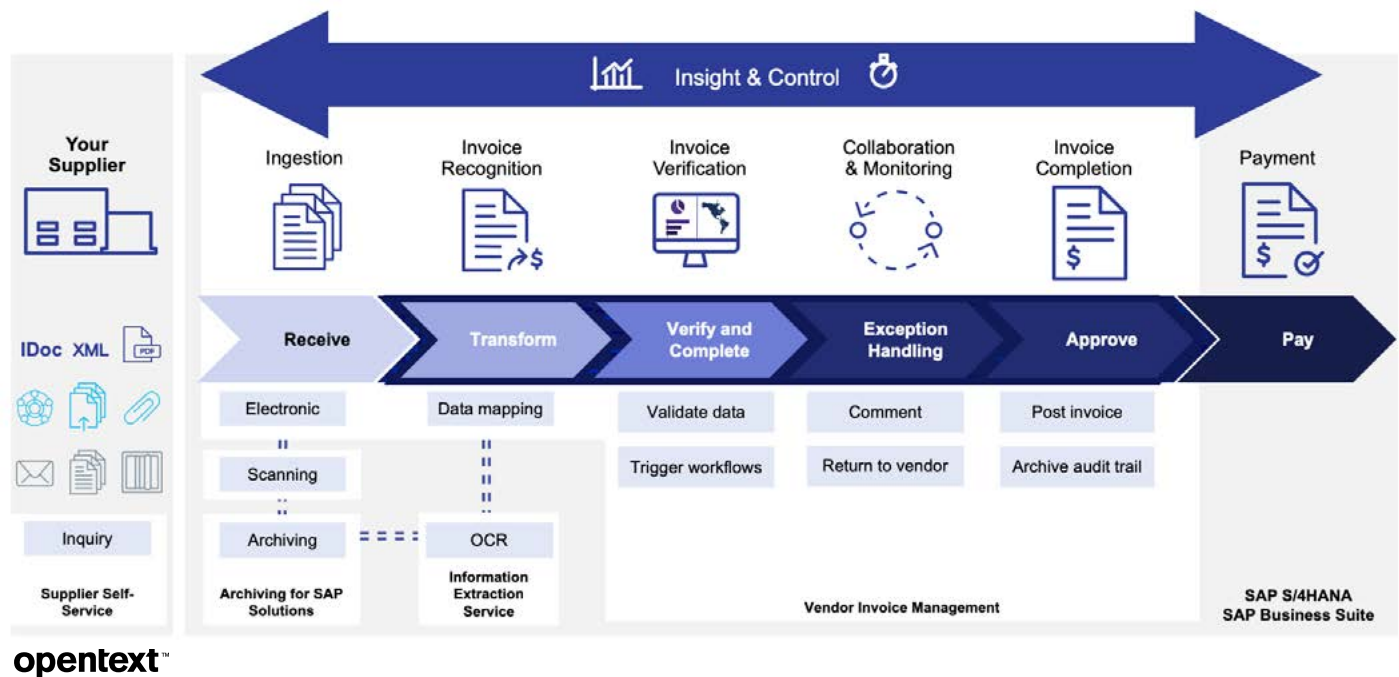 Insight & Control
Your
Supplier
Ingestion
Invoice
Recognition
Invoice
Verification
Collaboration
& Monitoring
Invoice
Completion
Payment
$
$
$
IDoc XML PDF
Receive
Transform
Verify and
Complete
Exception
Handling
Approve
Pay
Electronic
Data mapping
Validate data
Comment
Post invoice
Scanning
Trigger workflows
Return to vendor
Archive audit trail
Inquiry
Archiving
OCR
Supplier Self-
Service
Archiving for SAP
Solutions
Information
Extraction
Service
Vendor Invoice Management
SAP S/4HANA
SAP Business Suite
opentext™